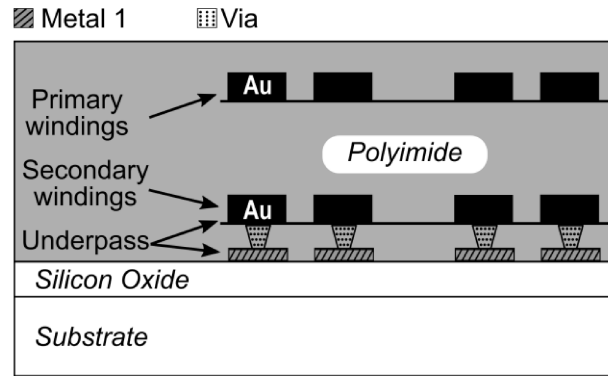 Metal 1 Via
Au
Primary
windings
Polyimide
Secondary
windings
Au
Underpass
Silicon Oxide
Substrate